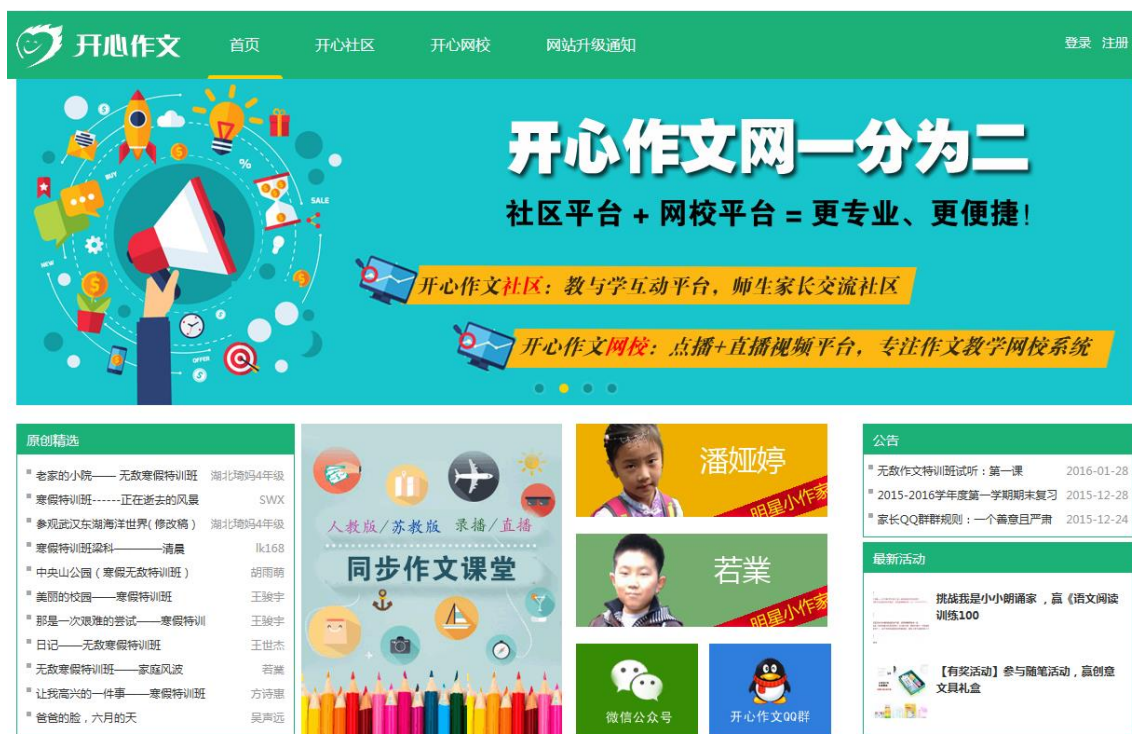 开心作文
首页 开心社区 开心网校 网站升级通知 登录 注册
开心作文网一分为二
社区平台 + 网校平台 = 更专业、更便捷!
开心作文社区：教与学互动平台，师生家长交流社区
开心作文网校：点播+直播视频平台，专注作文教学网校系统
BUY
%
SALE
NEW
OFFER
原创精选
老家的小院—— 无敌寒假特训班 湖北琦妈4年级
寒假特训班------正在逝去的风景 SWX
参观武汉东湖海洋世界( 修改稿 ) 湖北琦妈4年级
寒假特训班梁科————清晨 lk168
中央山公园 ( 寒假无敌特训班 ) 胡雨萌
美丽的校园——寒假特训班 王骏宇
那是一次艰难的尝试——寒假特训 王骏宇
日记——无敌寒假特训班 王世杰
无敌寒假特训班——家庭风波 若業
让我高兴的一件事——寒假特训班 方诗惠
爸爸的脸，六月的天 吴声远
人教版/苏教版 录播/直播
同步作文课堂
潘娅婷
明星小作家
若業
明星小作家
微信公众号
开心作文QQ群
公告
无敌作文特训班试听：第一课 2016-01-28
2015-2016学年度第一学期期末复习 2015-12-28
家长QQ群群规则：一个善意且严肃 2015-12-24
最新活动
挑战我是小小朗诵家 ，赢《语文阅读
训练100
【有奖活动】参与随笔活动，赢创意
文具礼盒